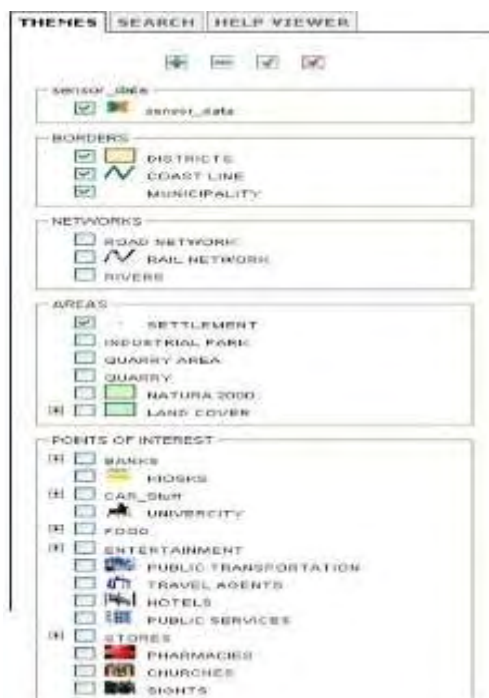 THEMES SEARCH HELP VIEWER
sensor_data
sensor_data
BORDERS
DISTRICTS
COAST LINE
MUNICIPALITY
NETWORKS
ROAD NETWORK
RAIL NETWORK
RIVERS
AREAS
SETTLEMENT
INDUSTRIAL PARK
QUARRY AREA
QUARRY
NATURA 2000
LAND COVER
POINTS OF INTEREST
BANKS
KIOSKS
CAR_Stuff
UNIVERCITY
FOOD
ENTERTAINMENT
PUBLIC TRANSPORTATION
TRAVEL AGENTS
HOTELS
PUBLIC SERVICES
STORES
PHARMACIES
CHURCHES
SIGHTS